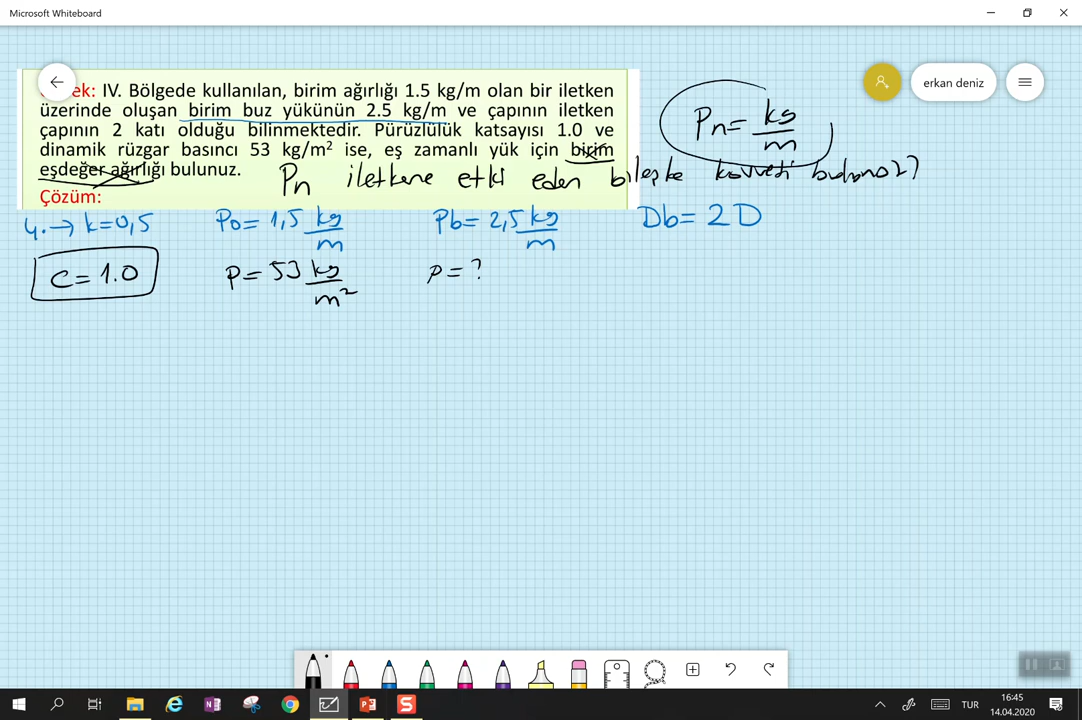 Microsoft Whiteboard
ek: IV. Bölgede kullanılan, birim ağırlığı 1.5 kg/m olan bir iletken
üzerinde oluşan birim buz yükünün 2.5 kg/m ve çapının iletken
çapının 2 katı olduğu bilinmektedir. Pürüzlülük katsayısı 1.0 ve
dinamik rüzgar basıncı 53 kg/m² ise, eş zamanlı yük için birim
eşdeğer ağırlığı bulunuz.
Çözüm:
erkan deniz
Pn = kg/m
Pn iletkene etki eden bileşke kuvveti bulunuz?
4. → k=0,5 P0 = 1,5 kg/m Pb = 2,5 kg/m Db = 2D
c = 1.0 P = 53 kg/m² P = ?
TUR
16:45
14.04.2020